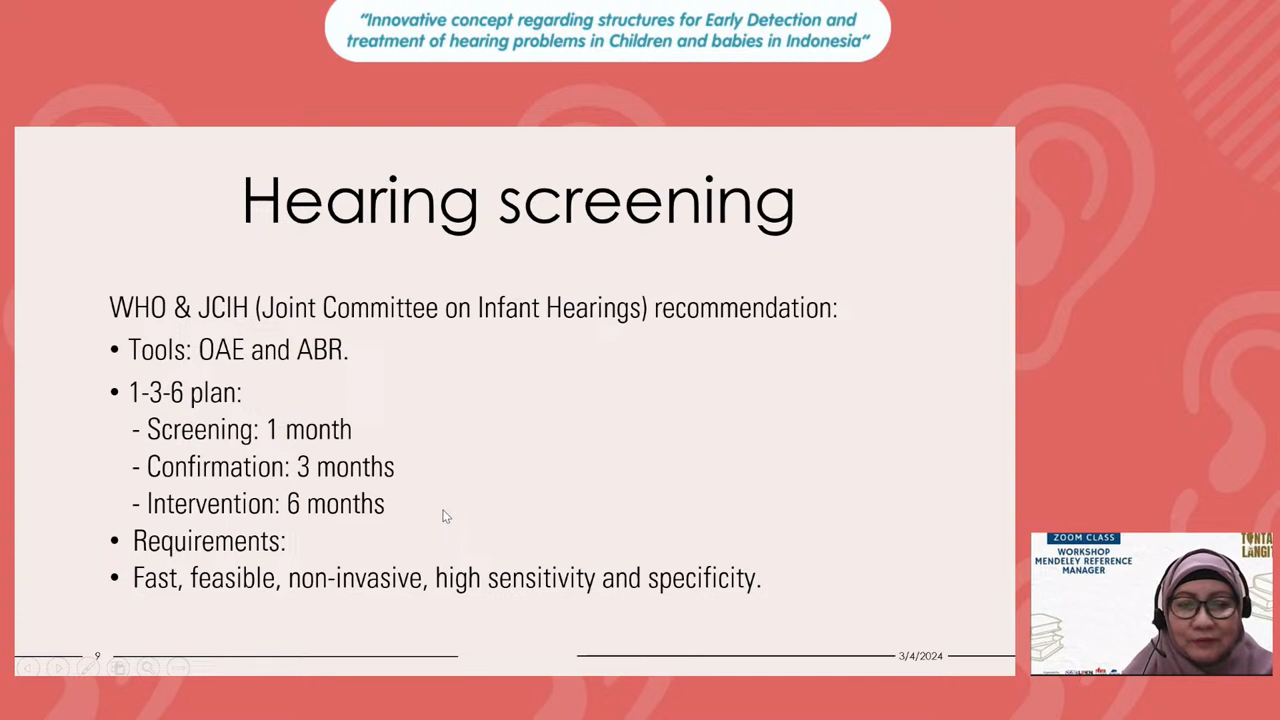 “Innovative concept regarding structures for Early Detection and
treatment of hearing problems in Children and babies in Indonesia”
Hearing screening
WHO & JCIH (Joint Committee on Infant Hearings) recommendation:
• Tools: OAE and ABR.
• 1-3-6 plan:
- Screening: 1 month
- Confirmation: 3 months
- Intervention: 6 months
• Requirements:
• Fast, feasible, non-invasive, high sensitivity and specificity.
9
3/4/2024
ZOOM CLASS
WORKSHOP
MENDELEY REFERENCE
MANAGER